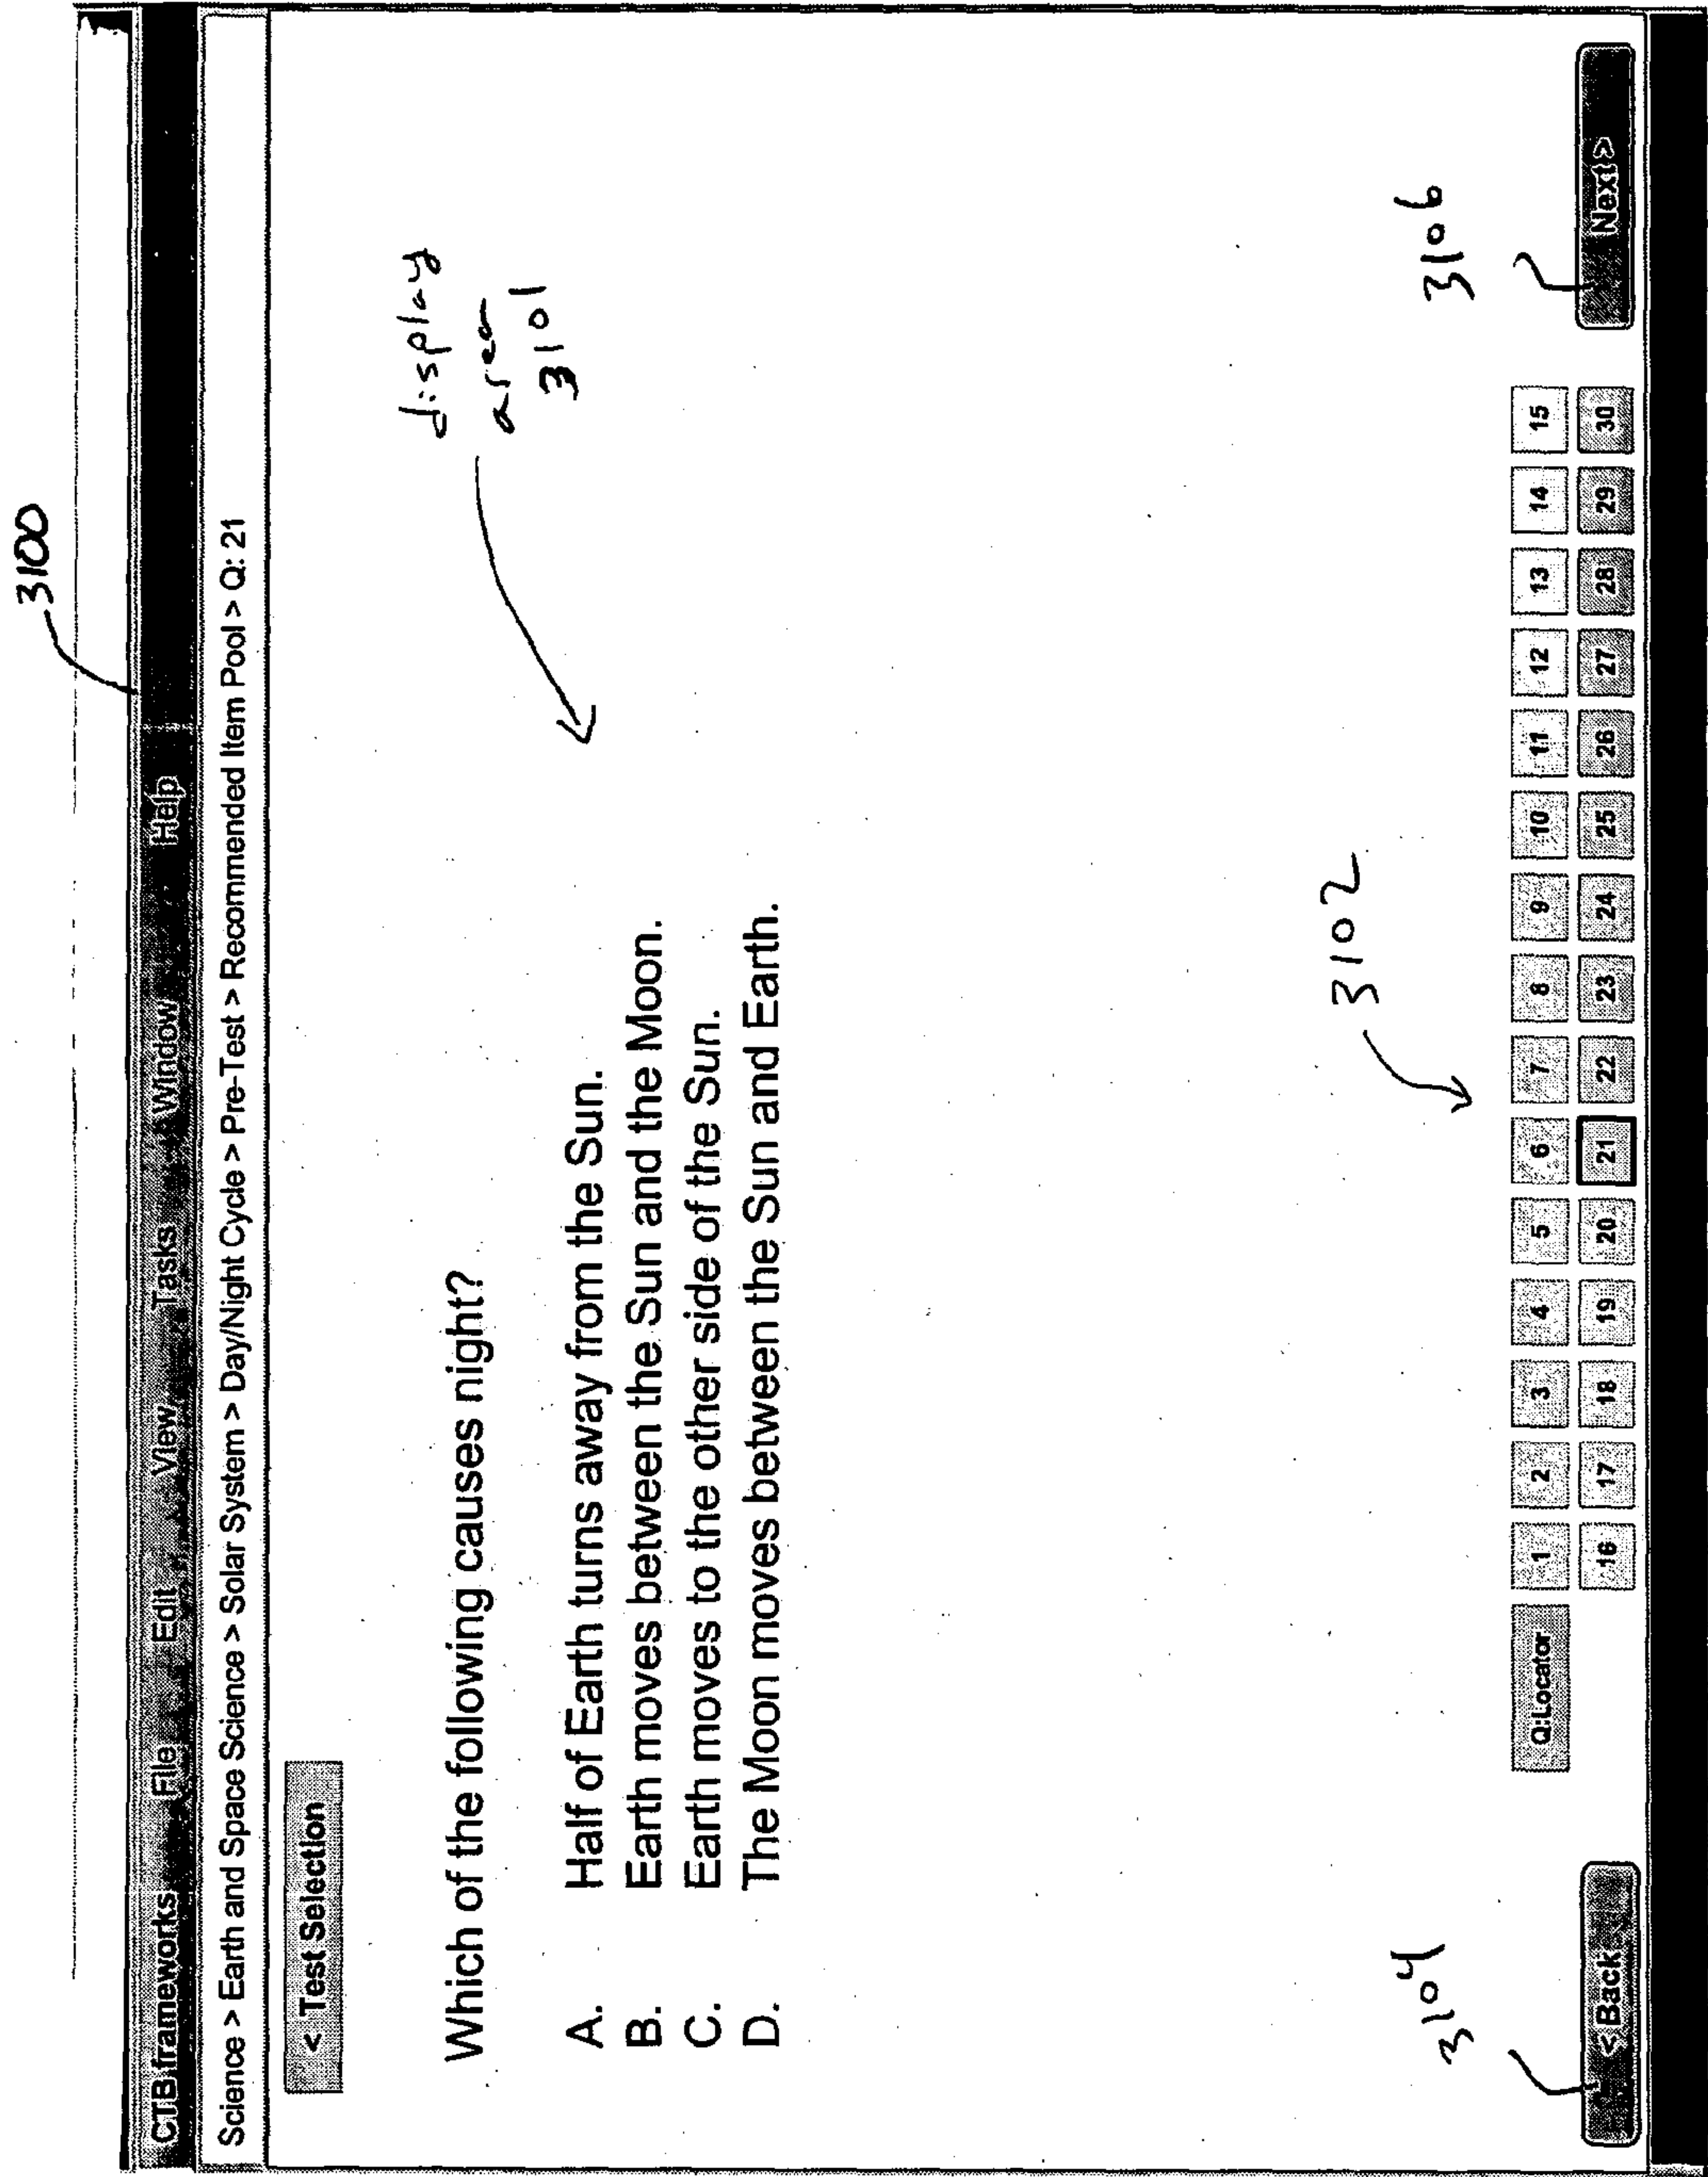 3100
CTB frameworks File Edit View Tasks Window Help
Science > Earth and Space Science > Solar System > Day/Night Cycle > Pre-Test > Recommended Item Pool > Q: 21
< Test Selection
display
area
3101
Which of the following causes night?
A. Half of Earth turns away from the Sun.
B. Earth moves between the Sun and the Moon.
C. Earth moves to the other side of the Sun.
D. The Moon moves between the Sun and Earth.
3102
3104
3106
Q:Locator 1 2 3 4 5 6 7 8 9 10 11 12 13 14 15
< Back 16 17 18 19 20 21 22 23 24 25 26 27 28 29 30 Next >